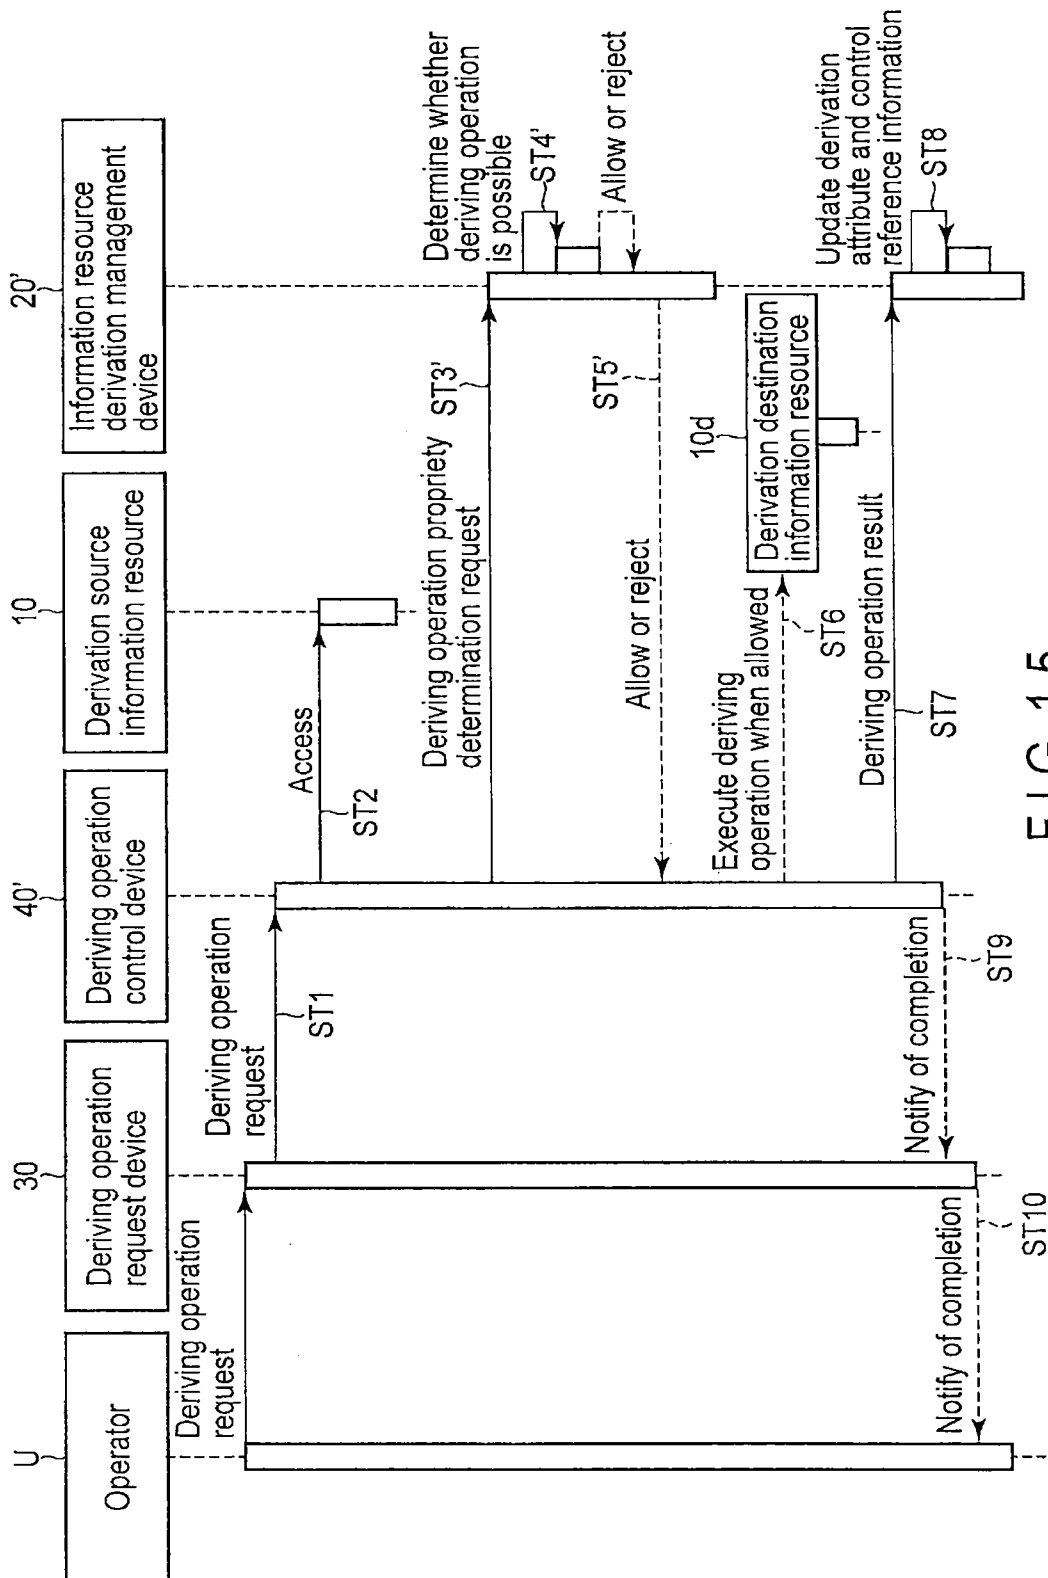 U
Operator
30
Deriving operation
request device
40'
Deriving operation
control device
10
Derivation source
information resource
20'
Information resource
derivation management
device
Deriving operation
request
Deriving operation
request
ST1
Access
ST2
Deriving operation propriety
determination request
ST3'
Determine whether
deriving operation
is possible
ST4'
Allow or reject
Allow or reject
ST5'
Execute deriving
operation when allowed
ST6
10d
Derivation destination
information resource
Deriving operation result
ST7
Update derivation
attribute and control
reference information
ST8
Notify of completion
ST9
Notify of completion
ST10
FIG. 15